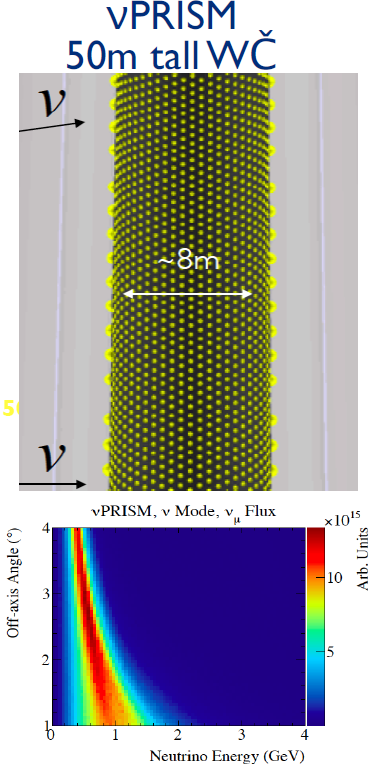 νPRISM
50m tall WČ
ν
~8m
5
ν
νPRISM, ν Mode, νμ Flux
×10¹⁵
Off-axis Angle (°)
4
3
2
1
10
5
Arb. Units
0 1 2 3 4
Neutrino Energy (GeV)